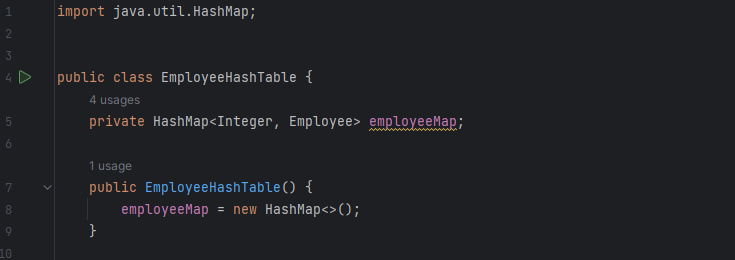 1 import java.util.HashMap;
2
3
4 public class EmployeeHashTable {
4 usages
5 private HashMap<Integer, Employee> employeeMap;
6
1 usage
7 public EmployeeHashTable() {
8 employeeMap = new HashMap<>();
9 }
10